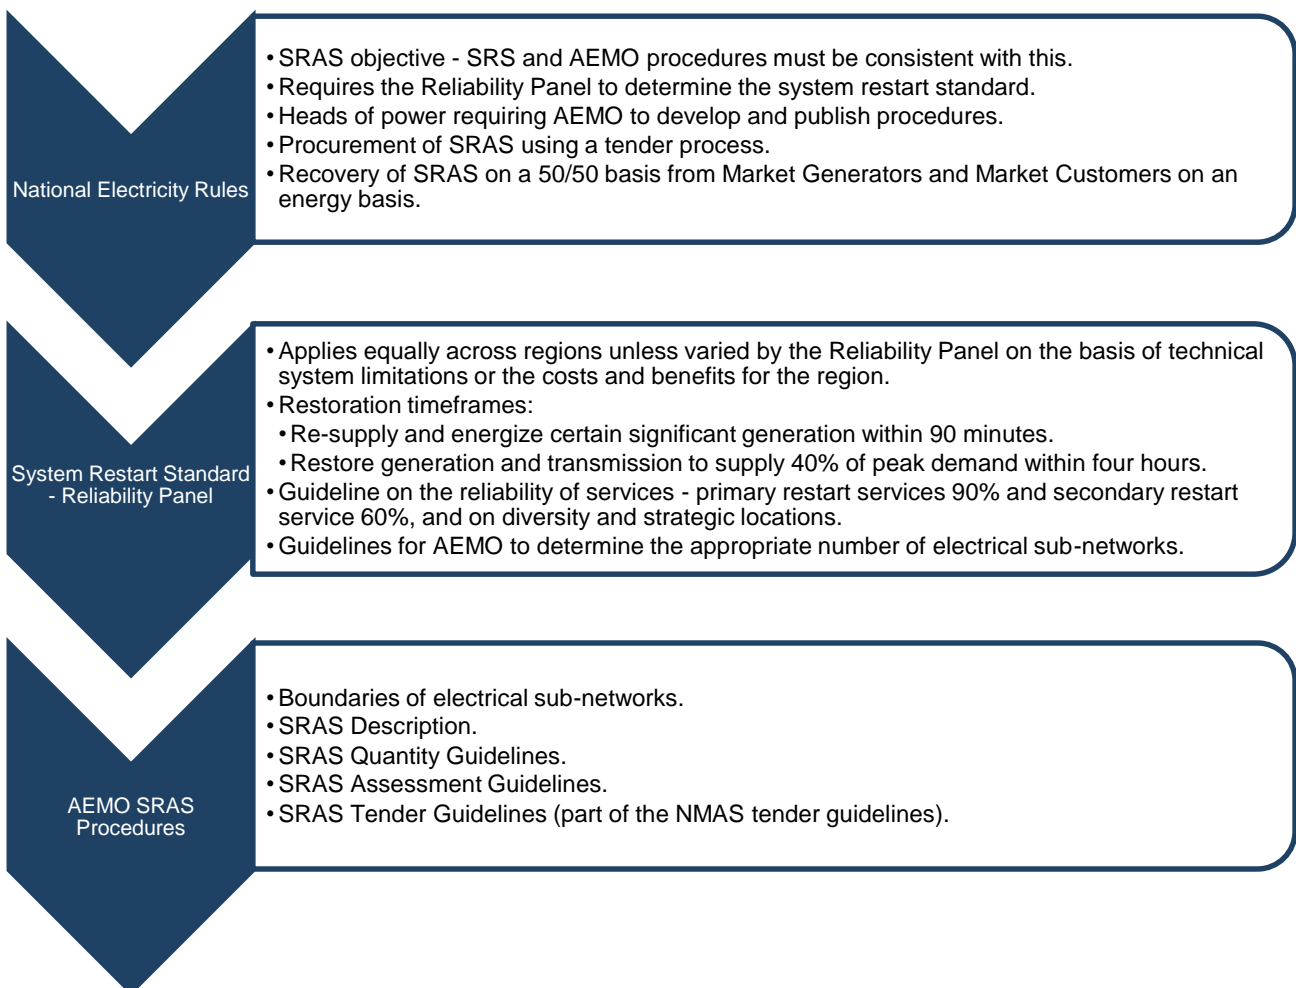 National Electricity Rules
• SRAS objective - SRS and AEMO procedures must be consistent with this.
• Requires the Reliability Panel to determine the system restart standard.
• Heads of power requiring AEMO to develop and publish procedures.
• Procurement of SRAS using a tender process.
• Recovery of SRAS on a 50/50 basis from Market Generators and Market Customers on an
energy basis.
System Restart Standard
- Reliability Panel
• Applies equally across regions unless varied by the Reliability Panel on the basis of technical
system limitations or the costs and benefits for the region.
• Restoration timeframes:
• Re-supply and energize certain significant generation within 90 minutes.
• Restore generation and transmission to supply 40% of peak demand within four hours.
• Guideline on the reliability of services - primary restart services 90% and secondary restart
service 60%, and on diversity and strategic locations.
• Guidelines for AEMO to determine the appropriate number of electrical sub-networks.
AEMO SRAS
Procedures
• Boundaries of electrical sub-networks.
• SRAS Description.
• SRAS Quantity Guidelines.
• SRAS Assessment Guidelines.
• SRAS Tender Guidelines (part of the NMAS tender guidelines).